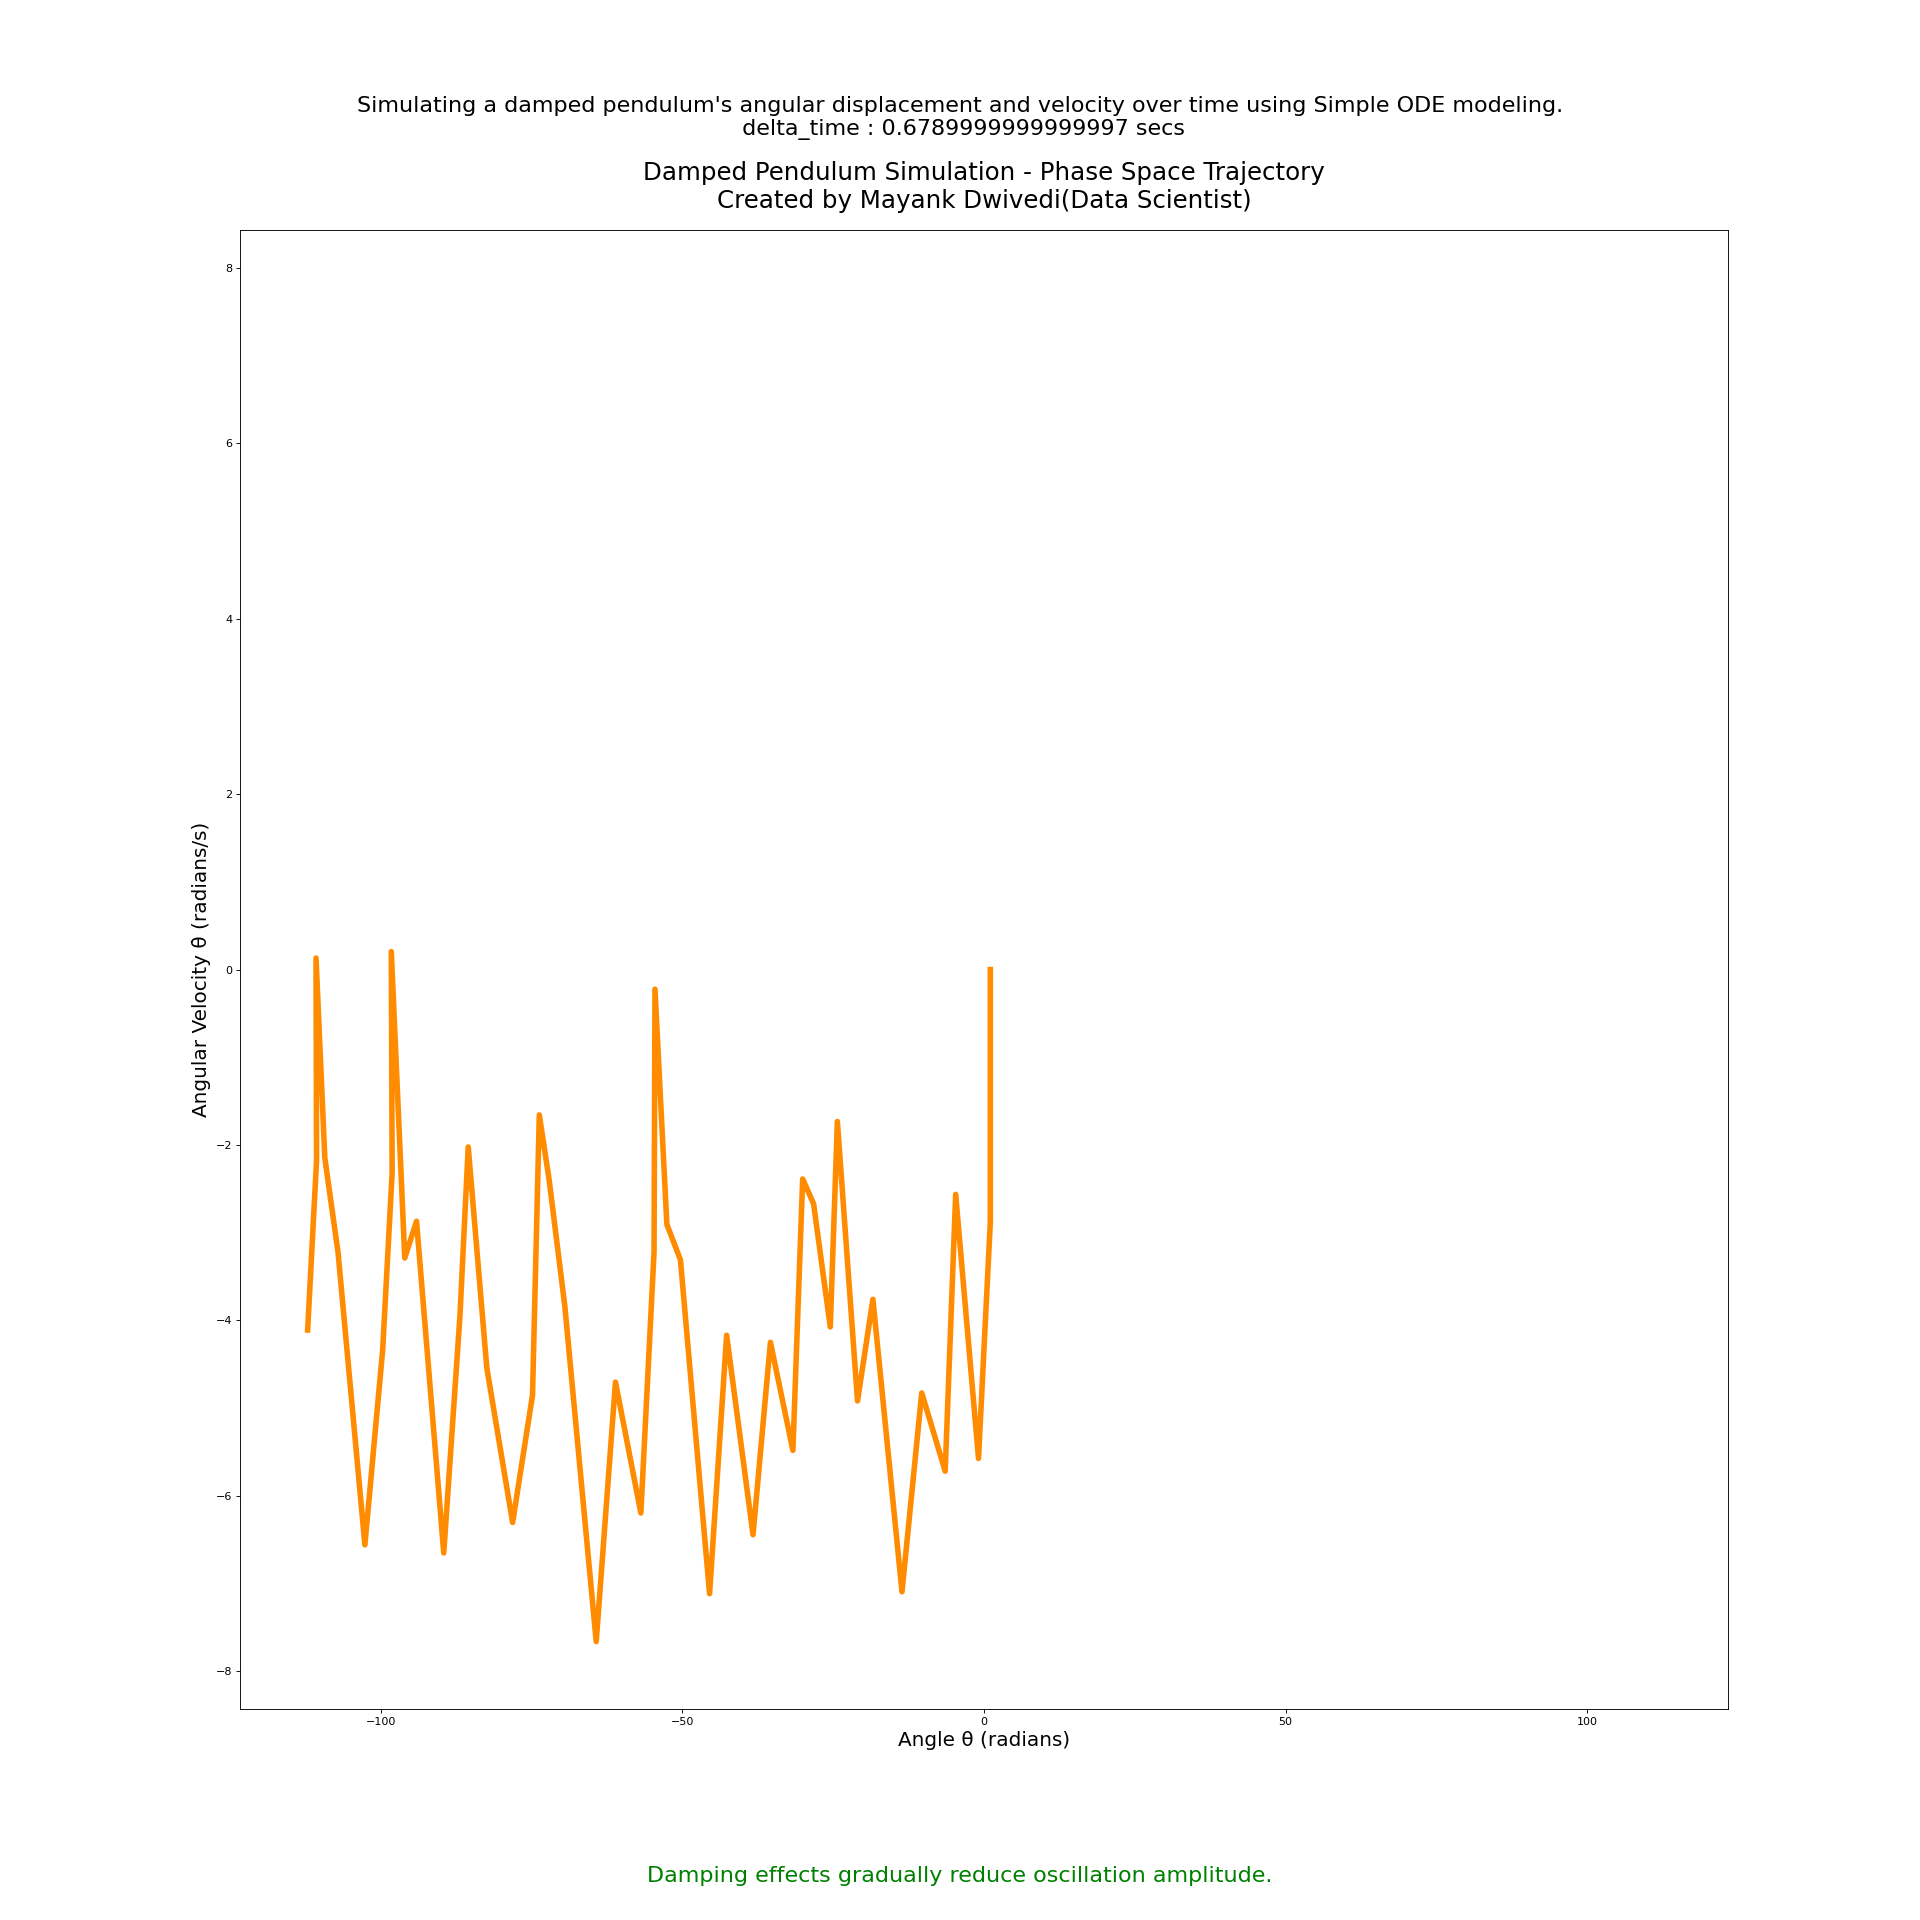 Simulating a damped pendulum's angular displacement and velocity over time using Simple ODE modeling.
delta_time : 0.6789999999999997 secs
Damped Pendulum Simulation - Phase Space Trajectory
Created by Mayank Dwivedi(Data Scientist)
8
6
4
2
0
−2
−4
−6
−8
Angular Velocity θ (radians/s)
−100
−50
0
50
100
Angle θ (radians)
Damping effects gradually reduce oscillation amplitude.